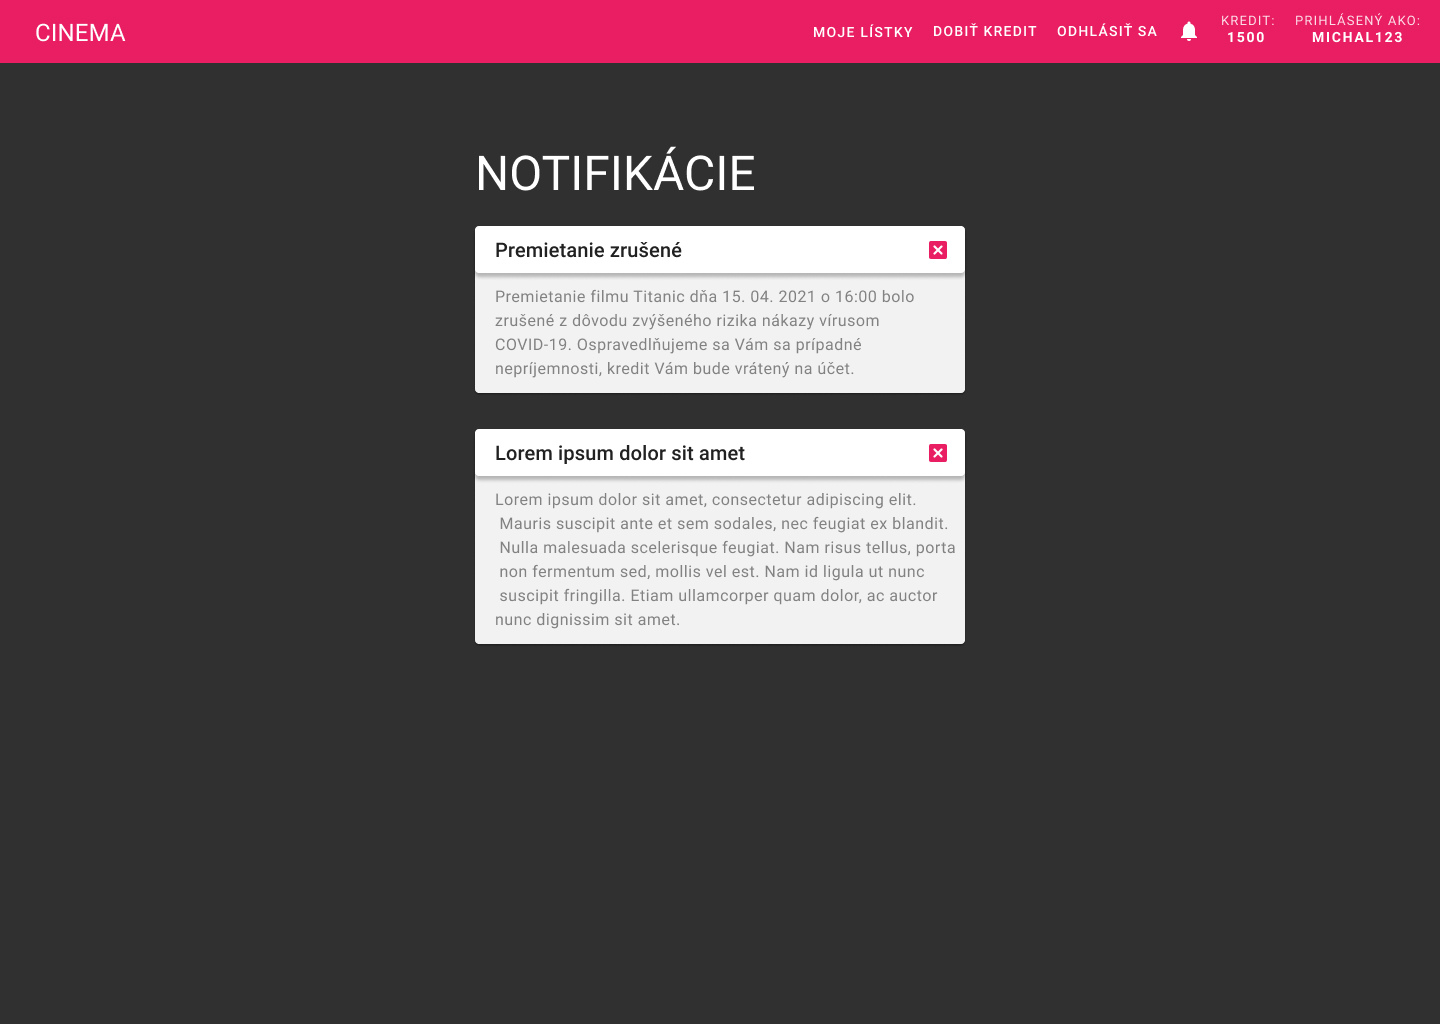 CINEMA
MOJE LÍSTKY
DOBIŤ KREDIT
ODHLÁSIŤ SA
KREDIT:
1500
PRIHLÁSENÝ AKO:
MICHAL123
NOTIFIKÁCIE
Premietanie zrušené
Premietanie filmu Titanic dňa 15. 04. 2021 o 16:00 bolo
zrušené z dôvodu zvýšeného rizika nákazy vírusom
COVID-19. Ospravedlňujeme sa Vám sa prípadné
nepríjemnosti, kredit Vám bude vrátený na účet.
Lorem ipsum dolor sit amet
Lorem ipsum dolor sit amet, consectetur adipiscing elit.
Mauris suscipit ante et sem sodales, nec feugiat ex blandit.
Nulla malesuada scelerisque feugiat. Nam risus tellus, porta
non fermentum sed, mollis vel est. Nam id ligula ut nunc
suscipit fringilla. Etiam ullamcorper quam dolor, ac auctor
nunc dignissim sit amet.